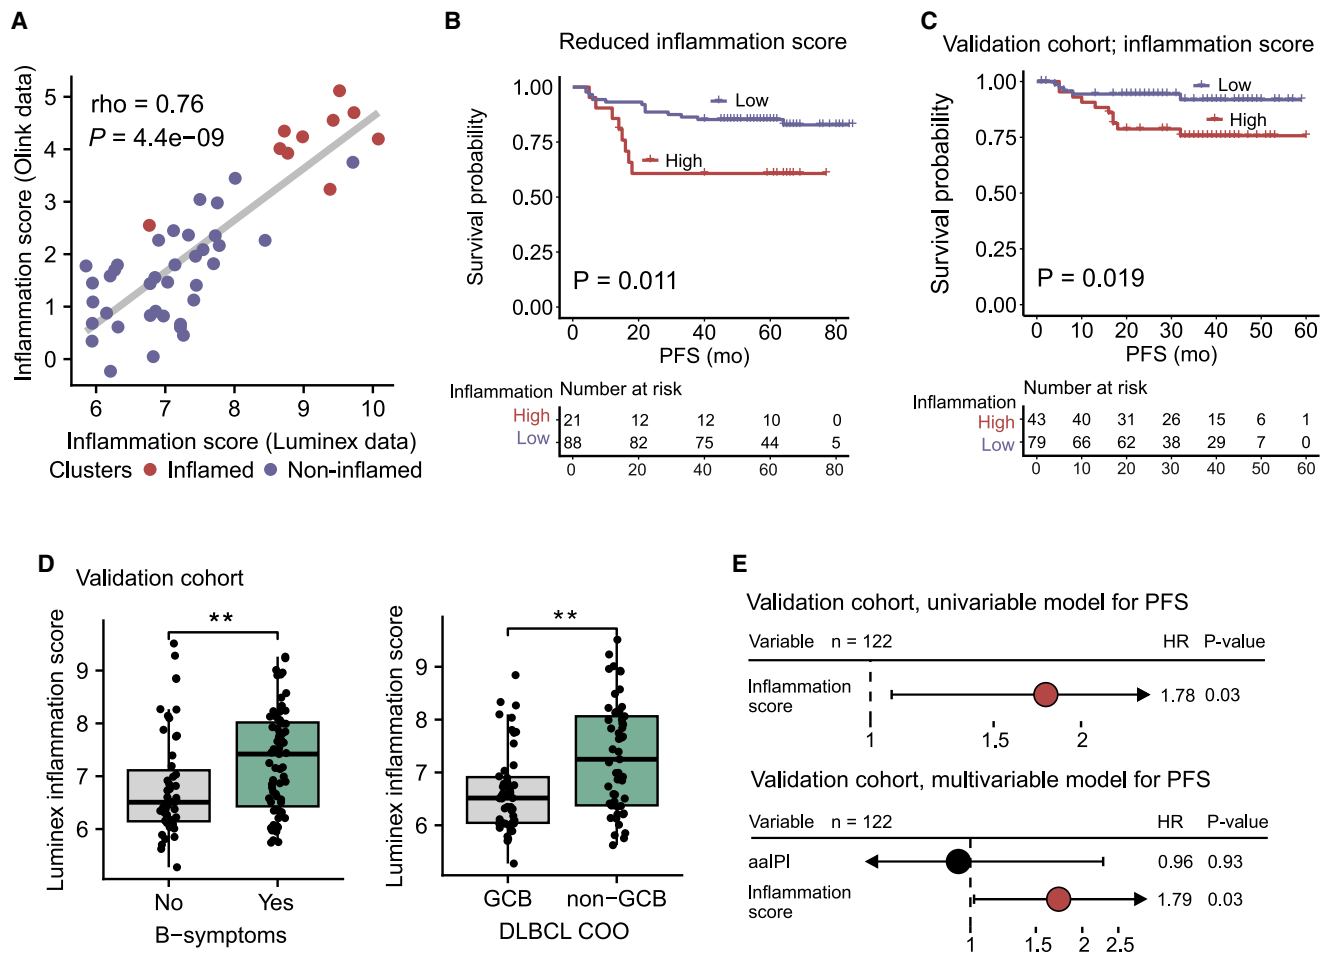 A
rho = 0.76
P = 4.4e−09
Inflammation score (Olink data)
5
4
3
2
1
0
6 7 8 9 10
Inflammation score (Luminex data)
Clusters Inflamed Non−inflamed
B
Reduced inflammation score
Survival probability
1.00
0.75
0.50
0.25
0.00
Low
High
P = 0.011
0 20 40 60 80
PFS (mo)
Inflammation Number at risk
High 21 12 12 10 0
Low 88 82 75 44 5
0 20 40 60 80
C
Validation cohort; inflammation score
Survival probability
1.00
0.75
0.50
0.25
0.00
Low
High
P = 0.019
0 10 20 30 40 50 60
PFS (mo)
Number at risk
Inflammation
High 43 40 31 26 15 6 1
Low 79 66 62 38 29 7 0
0 10 20 30 40 50 60
D
Validation cohort
Luminex inflammation score
9
8
7
6
**
No Yes
B−symptoms
Luminex inflammation score
9
8
7
6
**
GCB non−GCB
DLBCL COO
E
Validation cohort, univariable model for PFS
Variable n = 122 HR P-value
Inflammation
score
1.78 0.03
1 1.5 2
Validation cohort, multivariable model for PFS
Variable n = 122 HR P-value
aaIPI 0.96 0.93
Inflammation
score
1.79 0.03
1 1.5 2 2.5